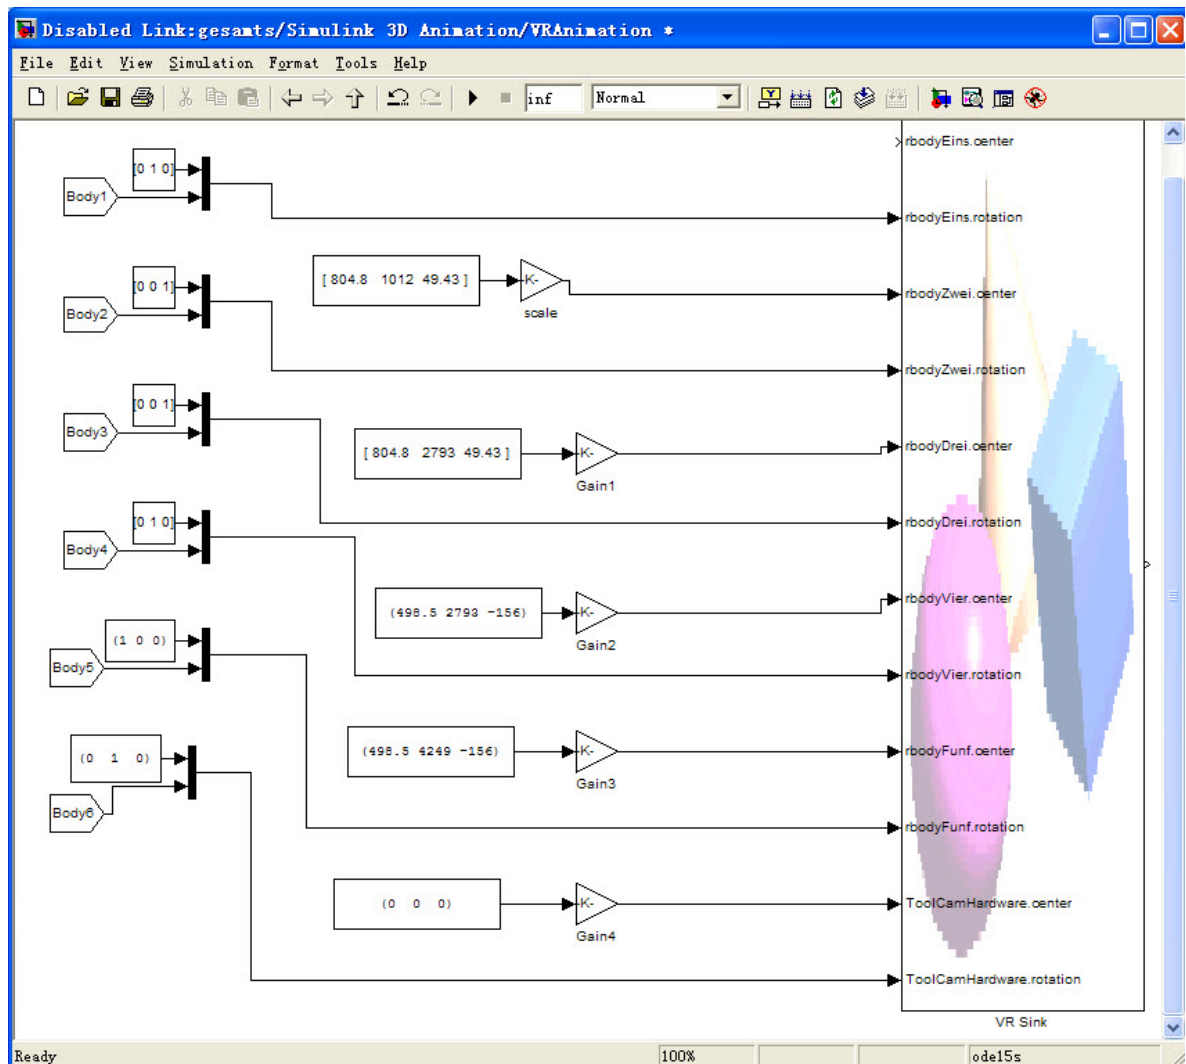 Disabled Link:gesamts/Simulink 3D Animation/VRAnimation *
File Edit View Simulation Format Tools Help
inf Normal
rbodyEins.center
[0 1 0]
Body1
rbodyEins.rotation
[ 804.8 1012 49.43 ]
K-
scale
[0 0 1]
rbodyZwei.center
Body2
rbodyZwei.rotation
[0 0 1]
Body3
rbodyDrei.center
[ 804.8 2793 49.43 ]
K-
Gain1
[0 1 0]
rbodyDrei.rotation
Body4
rbodyVier.center
(498.5 2793 -156)
K-
Gain2
(1 0 0)
Body5
rbodyVier.rotation
(498.5 4249 -156)
K-
Gain3
rbodyFunf.center
(0 1 0)
Body6
rbodyFunf.rotation
(0 0 0)
K-
Gain4
ToolCamHardware.center
ToolCamHardware.rotation
VR Sink
Ready 100% ode15s